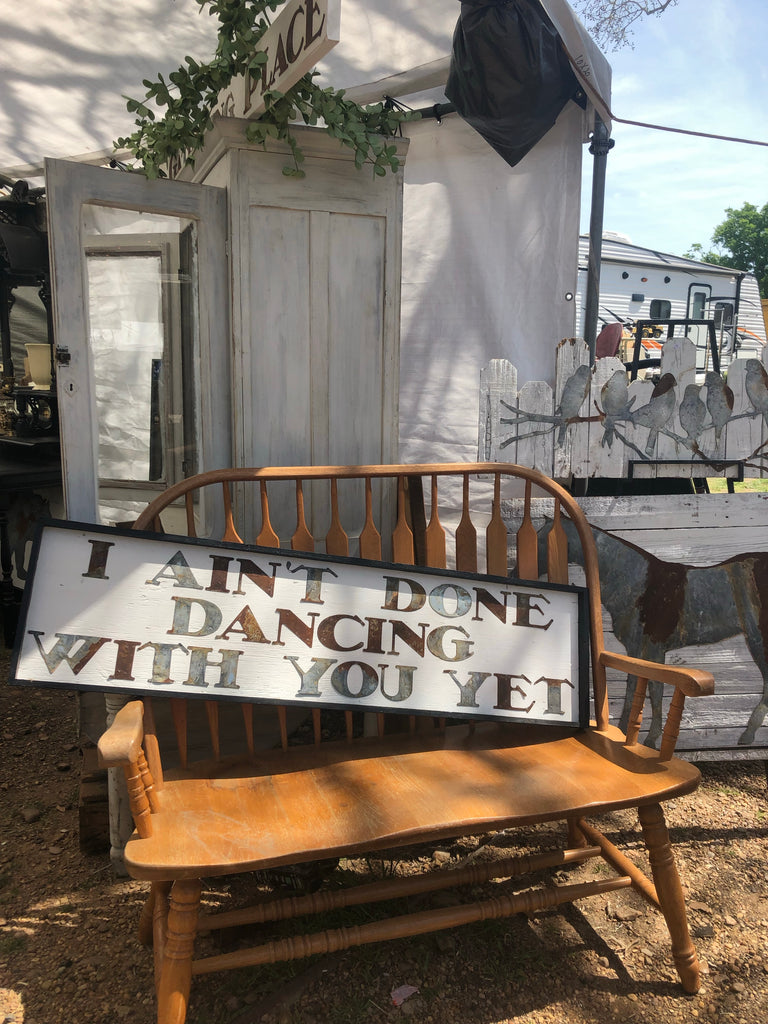 PLACE
I AIN'T DONE
DANCING
WITH YOU YET